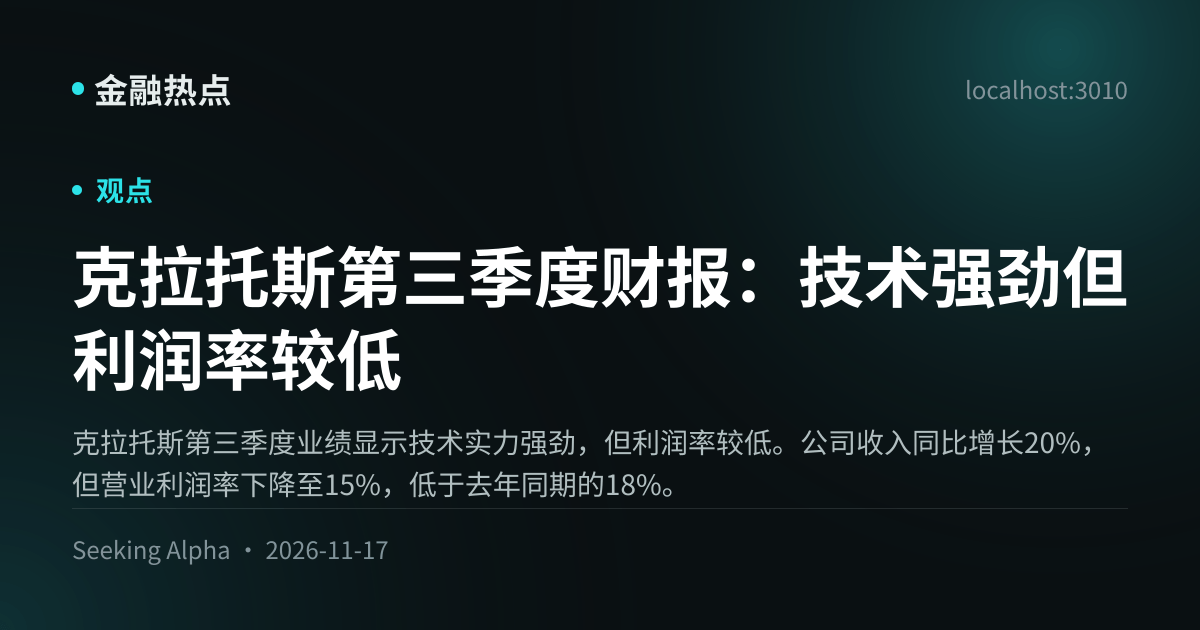 金融热点
localhost:3010
观点
克拉托斯第三季度财报：技术强劲但
利润率较低
克拉托斯第三季度业绩显示技术实力强劲，但利润率较低。公司收入同比增长20%，
但营业利润率下降至15%，低于去年同期的18%。
Seeking Alpha · 2026-11-17